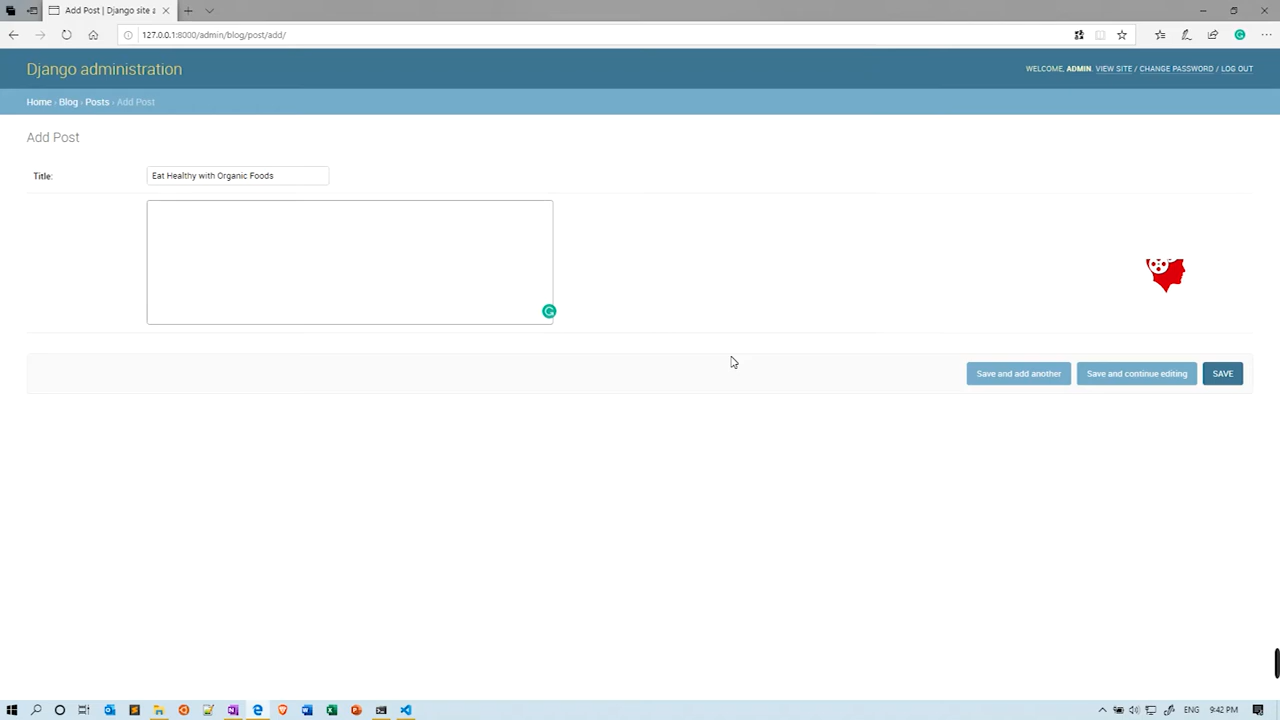 Add Post | Django site a
127.0.0.1:8000/admin/blog/post/add/
Django administration
WELCOME, ADMIN. VIEW SITE / CHANGE PASSWORD / LOG OUT
Home › Blog › Posts › Add Post
Add Post
Title:
Eat Healthy with Organic Foods
Save and add another
Save and continue editing
SAVE
ENG
9:42 PM